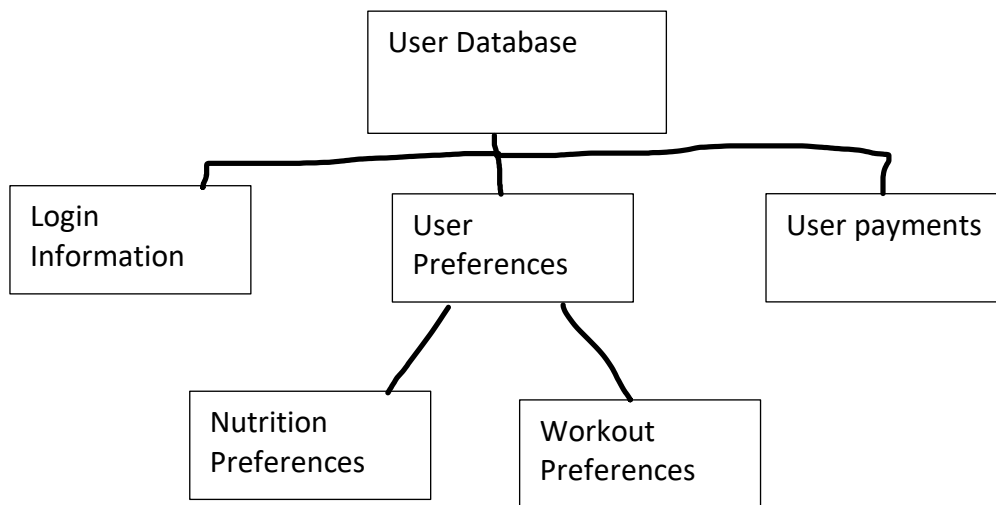 User Database
Login
Information
User
Preferences
User payments
Nutrition
Preferences
Workout
Preferences